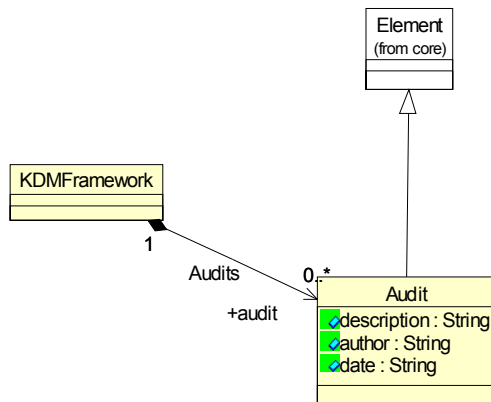 Element
(from core)
KDMFramework
1
Audits
0..*
+audit
Audit
description : String
author : String
date : String